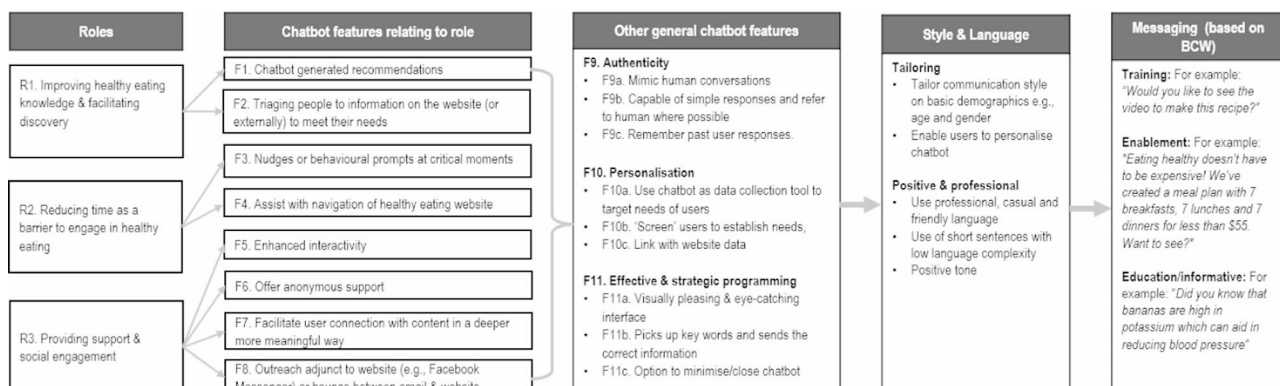 Roles
R1. Improving healthy eating
knowledge & facilitating
discovery
R2. Reducing time as a
barrier to engage in healthy
eating
R3. Providing support &
social engagement
Chatbot features relating to role
F1. Chatbot generated recommendations
F2. Triaging people to information on the website (or
externally) to meet their needs
F3. Nudges or behavioural prompts at critical moments
F4. Assist with navigation of healthy eating website
F5. Enhanced interactivity
F6. Offer anonymous support
F7. Facilitate user connection with content in a deeper
more meaningful way
F8. Outreach adjunct to website (e.g., Facebook
Messenger) or bounce between email & website
Other general chatbot features
F9. Authenticity
• F9a. Mimic human conversations
• F9b. Capable of simple responses and refer
to human where possible
• F9c. Remember past user responses.
F10. Personalisation
• F10a. Use chatbot as data collection tool to
target needs of users
• F10b. ‘Screen’ users to establish needs,
• F10c. Link with website data
F11. Effective & strategic programming
• F11a. Visually pleasing & eye-catching
interface
• F11b. Picks up key words and sends the
correct information
• F11c. Option to minimise/close chatbot
Style & Language
Tailoring
• Tailor communication style
on basic demographics e.g.,
age and gender
• Enable users to personalise
chatbot
Positive & professional
• Use professional, casual and
friendly language
• Use of short sentences with
low language complexity
• Positive tone
Messaging (based on
BCW)
Training: For example:
“Would you like to see the
video to make this recipe?”
Enablement: For example:
"Eating healthy doesn’t have
to be expensive! We’ve
created a meal plan with 7
breakfasts, 7 lunches and 7
dinners for less than $55.
Want to see?"
Education/informative: For
example: “Did you know that
bananas are high in
potassium which can aid in
reducing blood pressure”